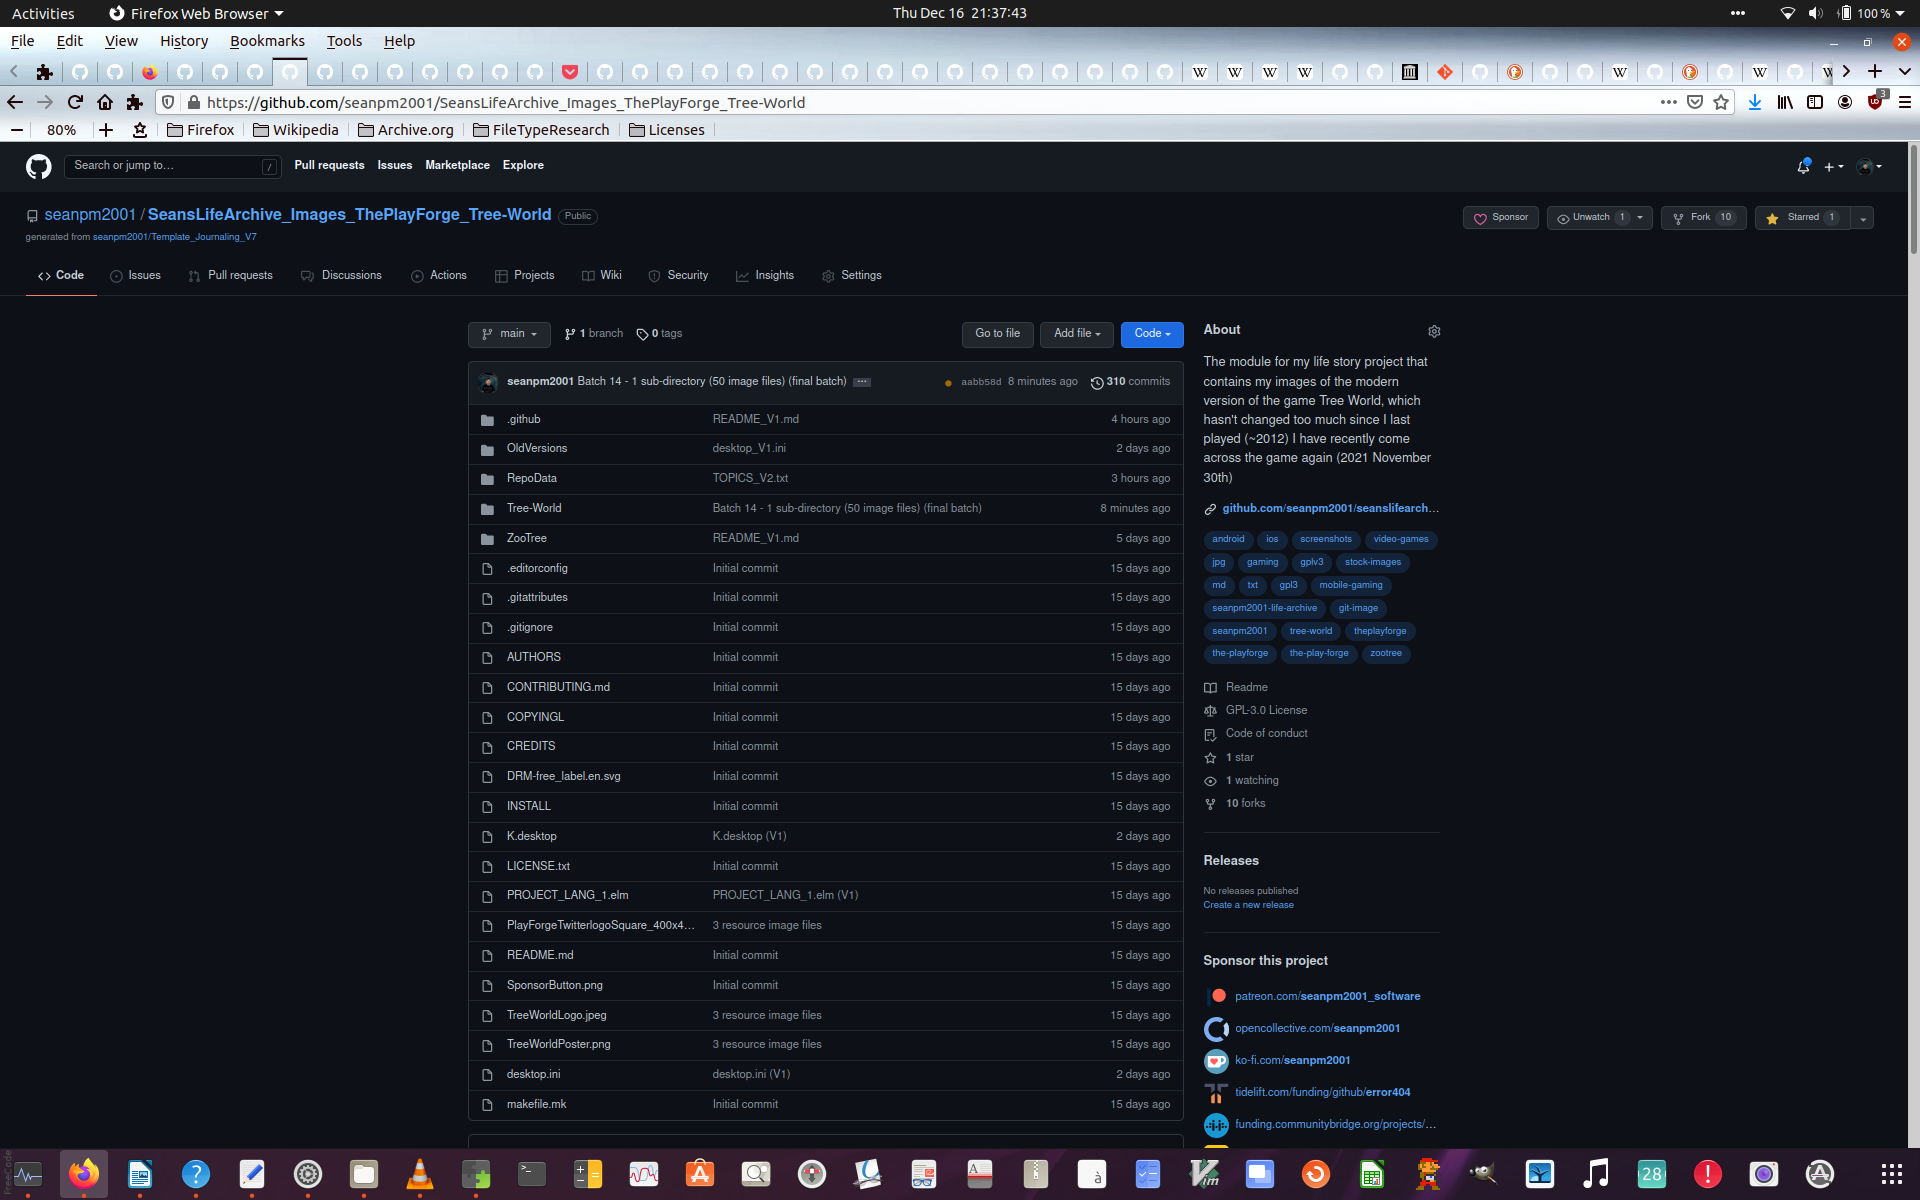 Activities Firefox Web Browser Thu Dec 16 21:37:43 100 %
File Edit View History Bookmarks Tools Help
https://github.com/seanpm2001/SeansLifeArchive_Images_ThePlayForge_Tree-World 3
80% Firefox Wikipedia Archive.org FileTypeResearch Licenses
Search or jump to… / Pull requests Issues Marketplace Explore
seanpm2001 / SeansLifeArchive_Images_ThePlayForge_Tree-World Public
Sponsor Unwatch 1 Fork 10 Starred 1
generated from seanpm2001/Template_Journaling_V7
Code Issues Pull requests Discussions Actions Projects Wiki Security Insights Settings
main 1 branch 0 tags Go to file Add file Code
seanpm2001 Batch 14 - 1 sub-directory (50 image files) (final batch) aabb58d 8 minutes ago 310 commits
.github README_V1.md 4 hours ago
OldVersions desktop_V1.ini 2 days ago
RepoData TOPICS_V2.txt 3 hours ago
Tree-World Batch 14 - 1 sub-directory (50 image files) (final batch) 8 minutes ago
ZooTree README_V1.md 5 days ago
.editorconfig Initial commit 15 days ago
.gitattributes Initial commit 15 days ago
.gitignore Initial commit 15 days ago
AUTHORS Initial commit 15 days ago
CONTRIBUTING.md Initial commit 15 days ago
COPYINGL Initial commit 15 days ago
CREDITS Initial commit 15 days ago
DRM-free_label.en.svg Initial commit 15 days ago
INSTALL Initial commit 15 days ago
K.desktop K.desktop (V1) 2 days ago
LICENSE.txt Initial commit 15 days ago
PROJECT_LANG_1.elm PROJECT_LANG_1.elm (V1) 15 days ago
PlayForgeTwitterlogoSquare_400x4… 3 resource image files 15 days ago
README.md Initial commit 15 days ago
SponsorButton.png Initial commit 15 days ago
TreeWorldLogo.jpeg 3 resource image files 15 days ago
TreeWorldPoster.png 3 resource image files 15 days ago
desktop.ini desktop.ini (V1) 2 days ago
makefile.mk Initial commit 15 days ago
About
The module for my life story project that
contains my images of the modern
version of the game Tree World, which
hasn't changed too much since I last
played (~2012) I have recently come
across the game again (2021 November
30th)
github.com/seanpm2001/seanslifearch…
android ios screenshots video-games
jpg gaming gplv3 stock-images
md txt gpl3 mobile-gaming
seanpm2001-life-archive git-image
seanpm2001 tree-world theplayforge
the-playforge the-play-forge zootree
Readme
GPL-3.0 License
Code of conduct
1 star
1 watching
10 forks
Releases
No releases published
Create a new release
Sponsor this project
patreon.com/seanpm2001_software
opencollective.com/seanpm2001
ko-fi.com/seanpm2001
tidelift.com/funding/github/error404
funding.communitybridge.org/projects/…
28